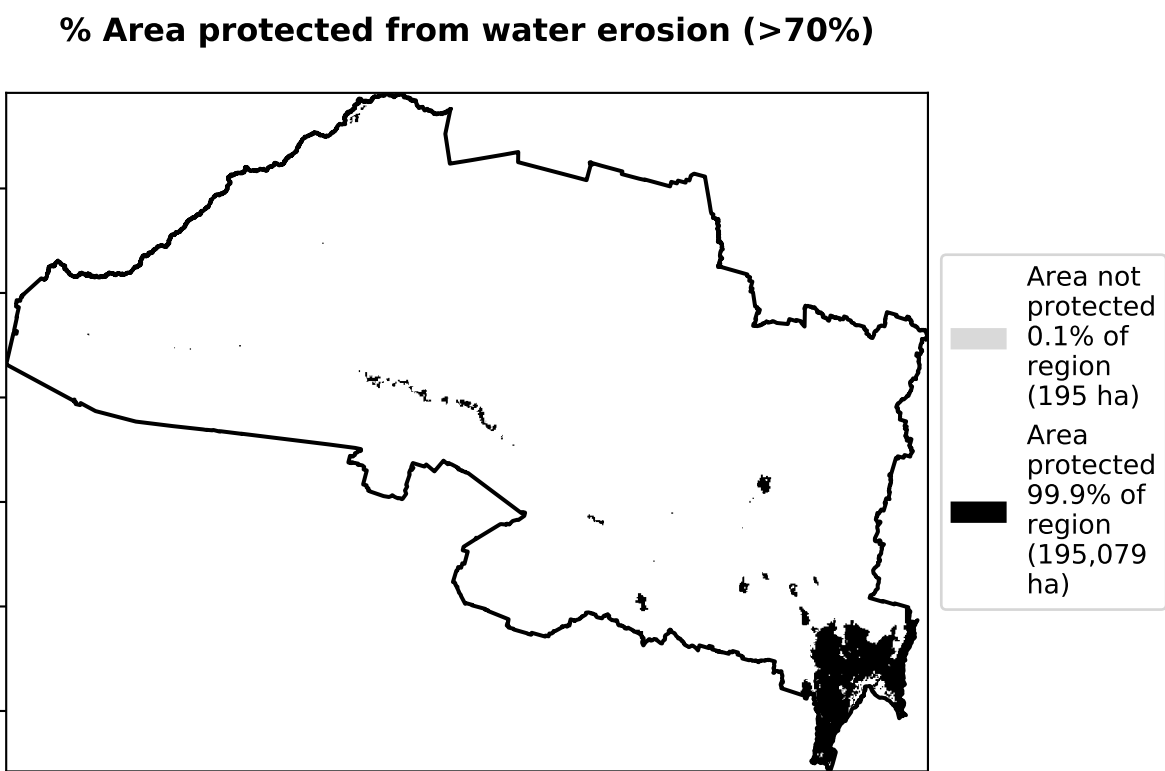 % Area protected from water erosion (>70%)
Area not
protected
0.1% of
region
(195 ha)
Area
protected
99.9% of
region
(195,079
ha)